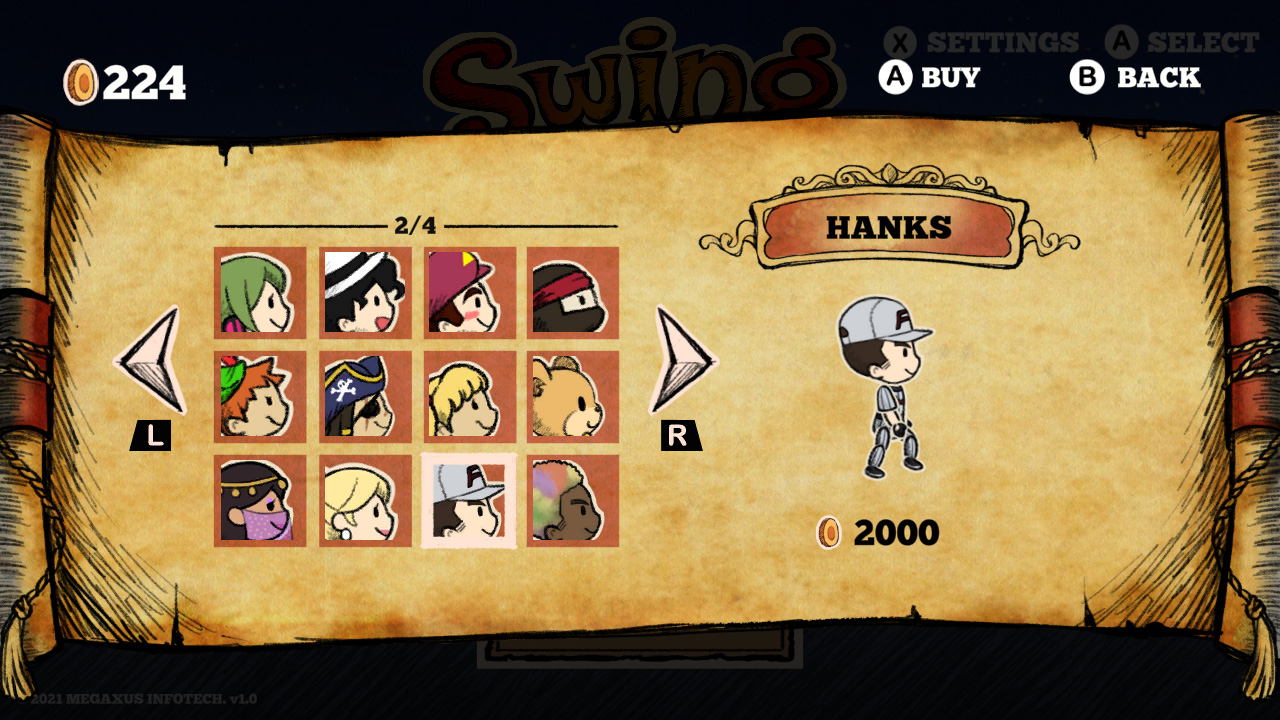 Swing
X SETTINGS A SELECT
224
A BUY B BACK
2/4
HANKS
L
R
2000
2021 MEGAXUS INFOTECH. v1.0